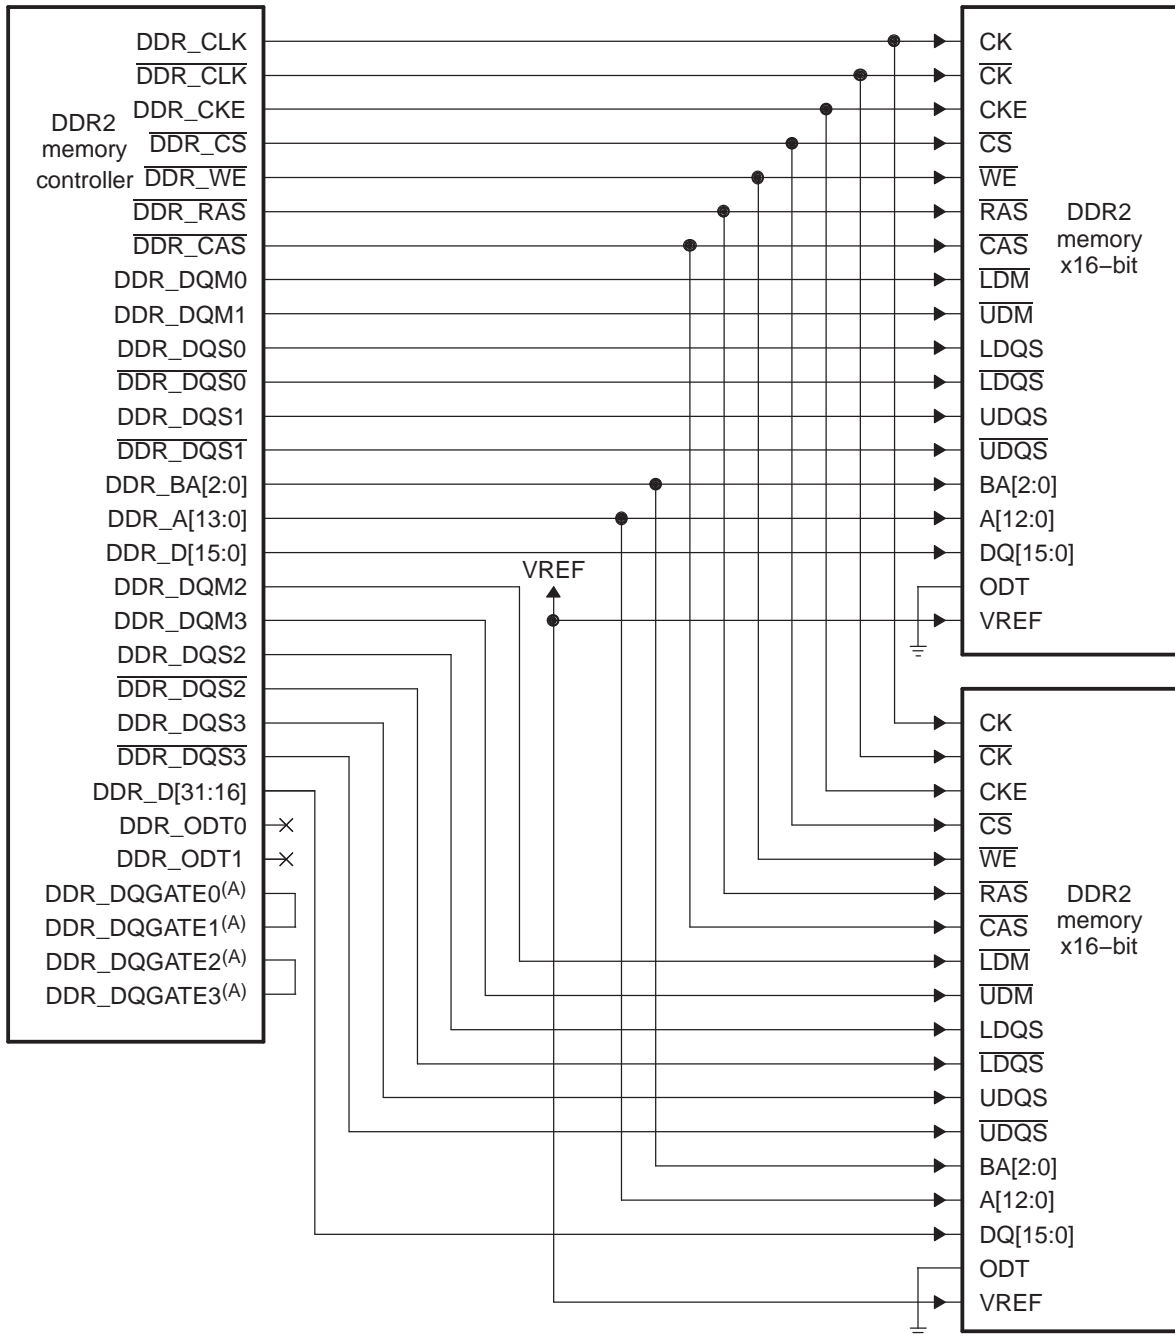 DDR_CLK
DDR_CLK
DDR_CKE
DDR_CS
DDR_WE
DDR_RAS
DDR_CAS
DDR_DQM0
DDR_DQM1
DDR_DQS0
DDR_DQS0
DDR_DQS1
DDR_DQS1
DDR_BA[2:0]
DDR_A[13:0]
DDR_D[15:0]
DDR_DQM2
DDR_DQM3
DDR_DQS2
DDR_DQS2
DDR_DQS3
DDR_DQS3
DDR_D[31:16]
DDR_ODT0
DDR_ODT1
DDR_DQGATE0(A)
DDR_DQGATE1(A)
DDR_DQGATE2(A)
DDR_DQGATE3(A)
DDR2
memory
controller
VREF
CK
CK
CKE
CS
WE
RAS
CAS
LDM
UDM
LDQS
LDQS
UDQS
UDQS
BA[2:0]
A[12:0]
DQ[15:0]
ODT
VREF
DDR2
memory
x16−bit
CK
CK
CKE
CS
WE
RAS
CAS
LDM
UDM
LDQS
LDQS
UDQS
UDQS
BA[2:0]
A[12:0]
DQ[15:0]
ODT
VREF
DDR2
memory
x16−bit